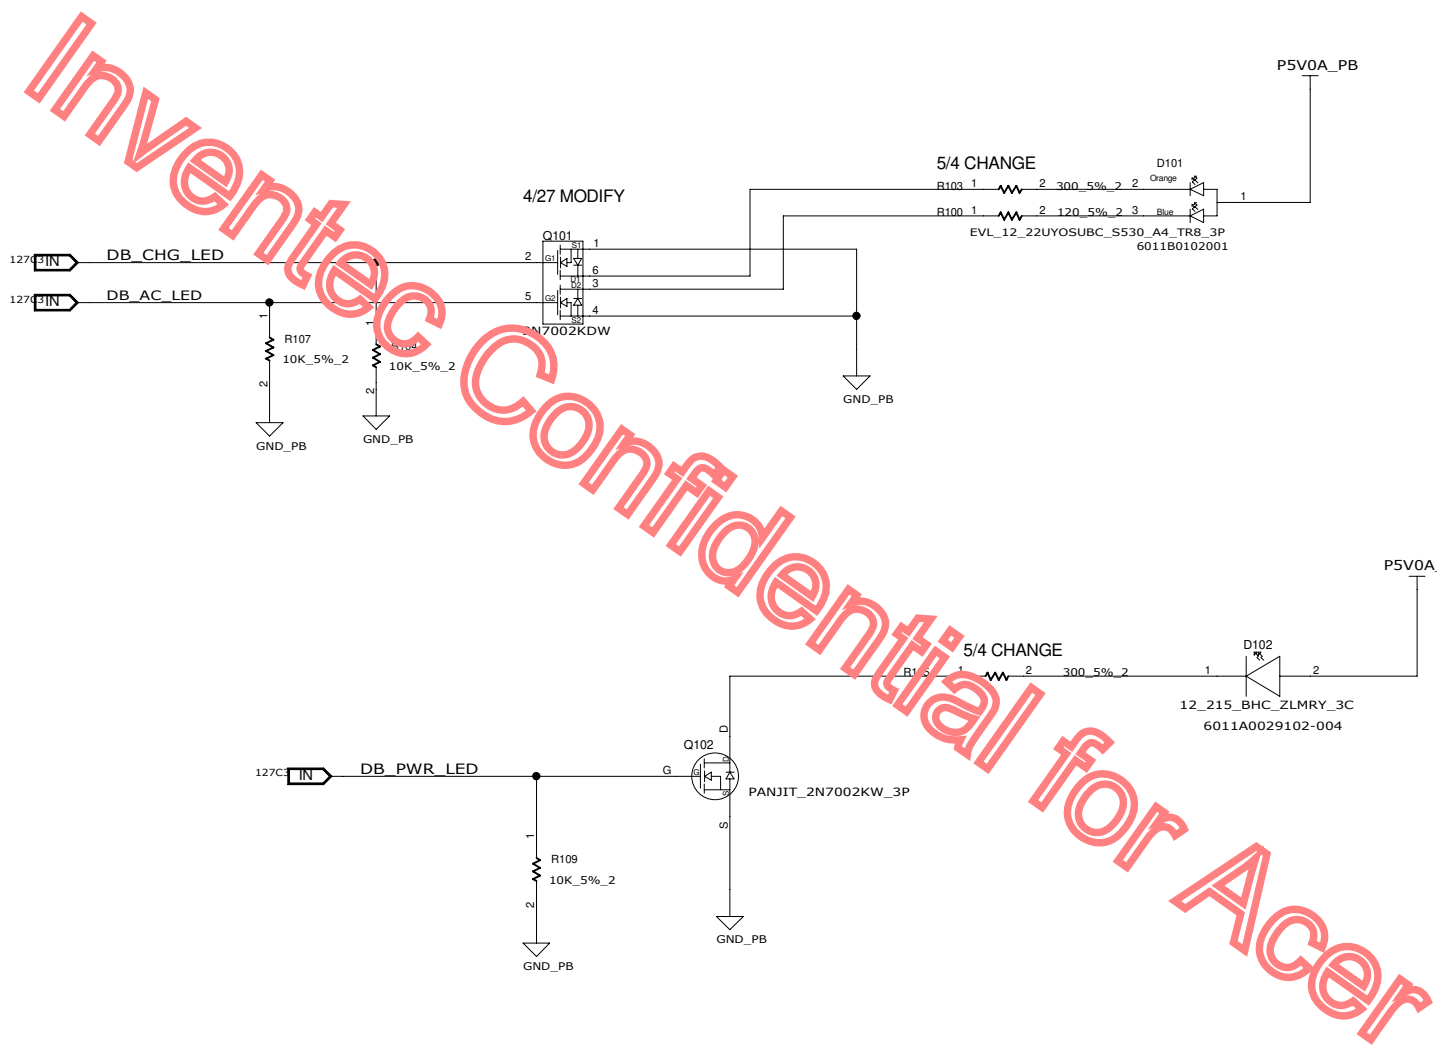 Inventec Confidential for Acer
P5V0A_PB
5/4 CHANGE
D101
R103 1 2 300_5%_2 2 Orange
1
R100 1 2 120_5%_2 3 Blue
EVL_12_22UYOSUBC_S530_A4_TR8_3P
6011B0102001
4/27 MODIFY
Q101
S1 1
IN DB_CHG_LED 2 G1
D1 6
D2 3
IN DB_AC_LED 5 G2
S2 4
2N7002KDW
1
R107
10K_5%_2
2
GND_PB
1
10K_5%_2
2
GND_PB
GND_PB
P5V0A
5/4 CHANGE
D102
1 2 300_5%_2 1 2
12_215_BHC_ZLMRY_3C
6011A0029102-004
D
Q102
IN DB_PWR_LED G G
D
S
PANJIT_2N7002KW_3P
S
1
R109
10K_5%_2
2
GND_PB
GND_PB